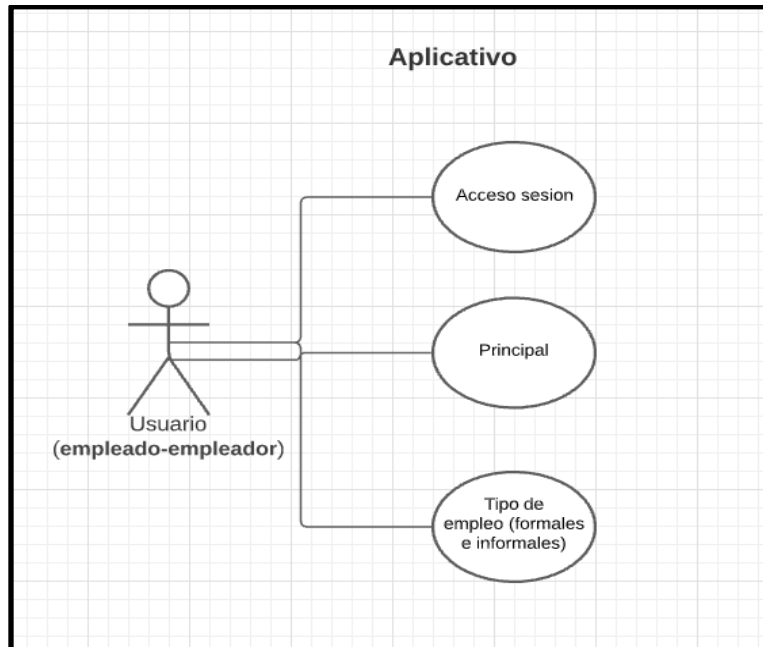 Aplicativo
Acceso sesion
Principal
Usuario
(empleado-empleador)
Tipo de
empleo (formales
e informales)